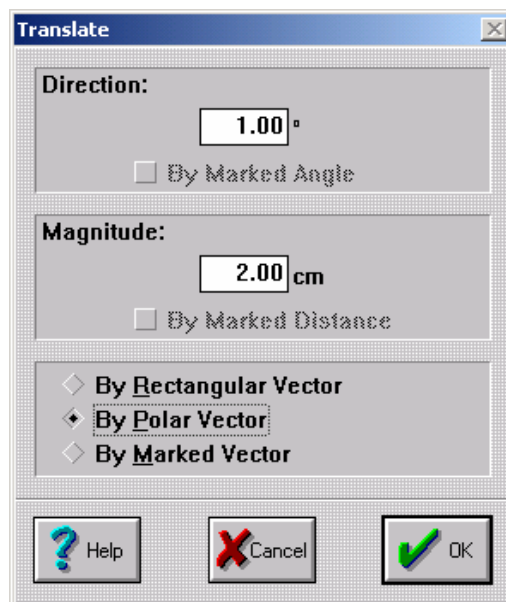 Translate
Direction:
1.00 °
By Marked Angle
Magnitude:
2.00 cm
By Marked Distance
By Rectangular Vector
By Polar Vector
By Marked Vector
? Help
Cancel
OK